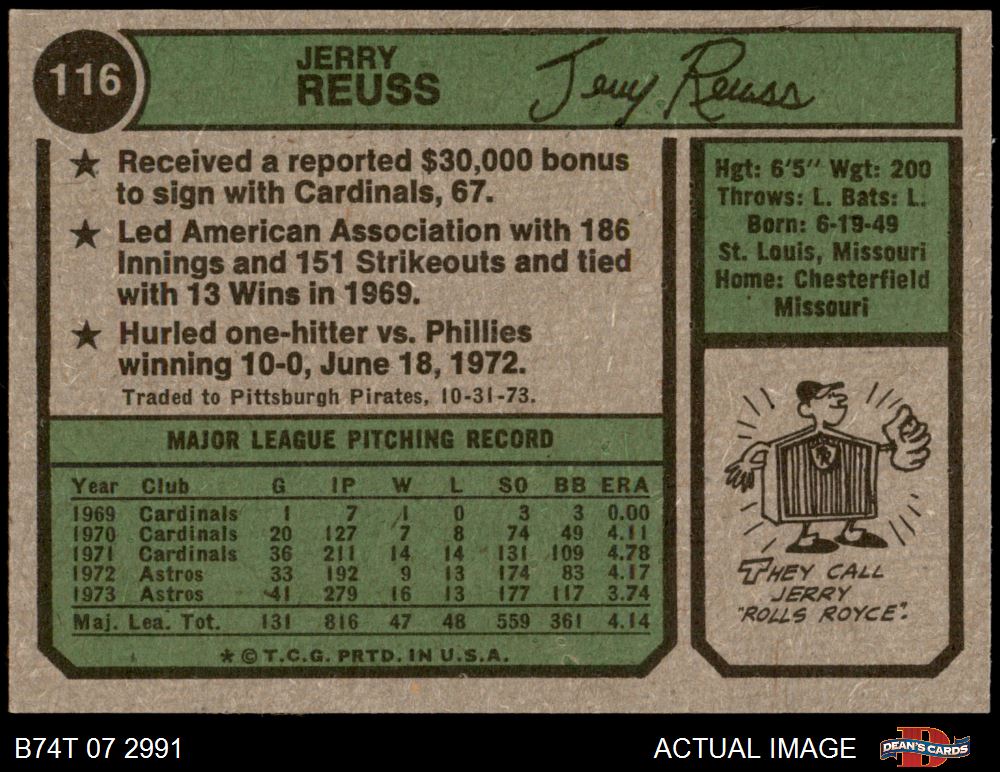 116
JERRY
REUSS
Jerry Reuss
★ Received a reported $30,000 bonus
to sign with Cardinals, 67.
★ Led American Association with 186
Innings and 151 Strikeouts and tied
with 13 Wins in 1969.
★ Hurled one-hitter vs. Phillies
winning 10-0, June 18, 1972.
Traded to Pittsburgh Pirates, 10-31-73.
Hgt: 6'5" Wgt: 200
Throws: L. Bats: L.
Born: 6-19-49
St. Louis, Missouri
Home: Chesterfield
Missouri
MAJOR LEAGUE PITCHING RECORD
Year Club G IP W L SO BB ERA
1969 Cardinals 1 7 1 0 3 3 0.00
1970 Cardinals 20 127 7 8 74 49 4.11
1971 Cardinals 36 211 14 14 131 109 4.78
1972 Astros 33 192 9 13 174 83 4.17
1973 Astros 41 279 16 13 177 117 3.74
Maj. Lea. Tot. 131 816 47 48 559 361 4.14
* © T.C.G. PRTD. IN U.S.A.
RR
THEY CALL
JERRY
"ROLLS ROYCE".
B74T 07 2991
ACTUAL IMAGE
D
DEAN'S CARDS